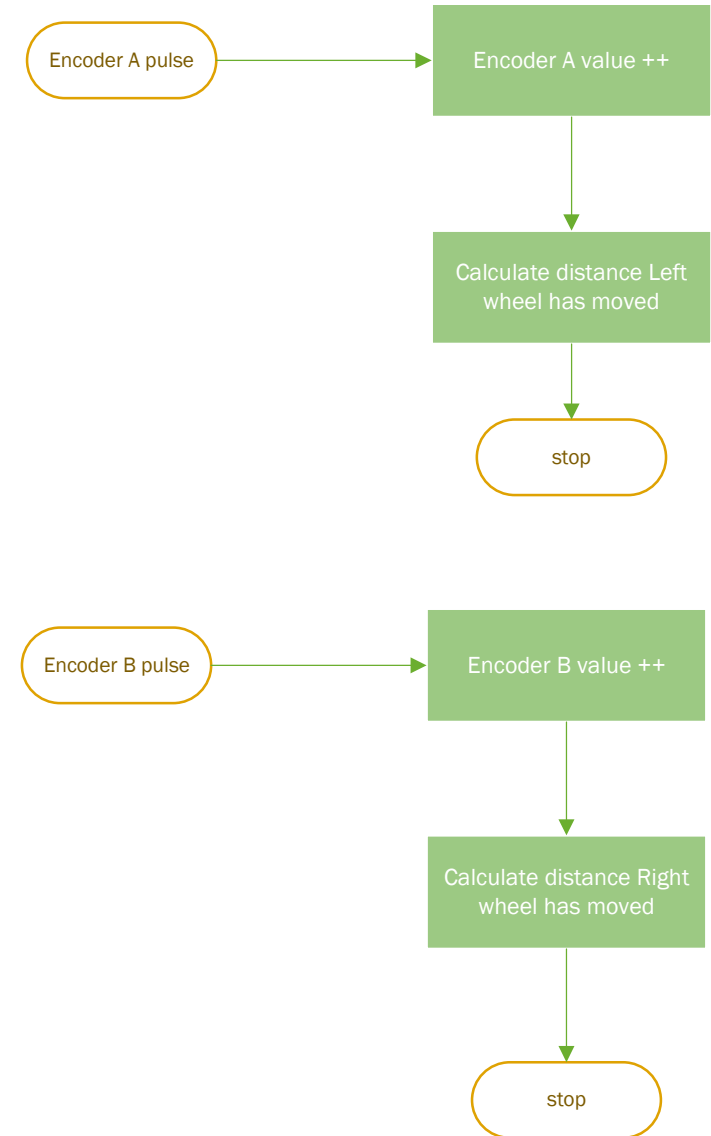 Encoder A pulse
Encoder A value ++
Calculate distance Left
wheel has moved
stop
Encoder B pulse
Encoder B value ++
Calculate distance Right
wheel has moved
stop